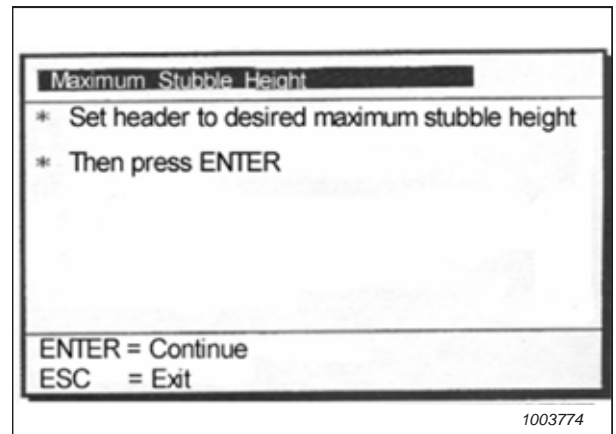 Maximum Stubble Height
* Set header to desired maximum stubble height
* Then press ENTER
ENTER = Continue
ESC = Exit
1003774